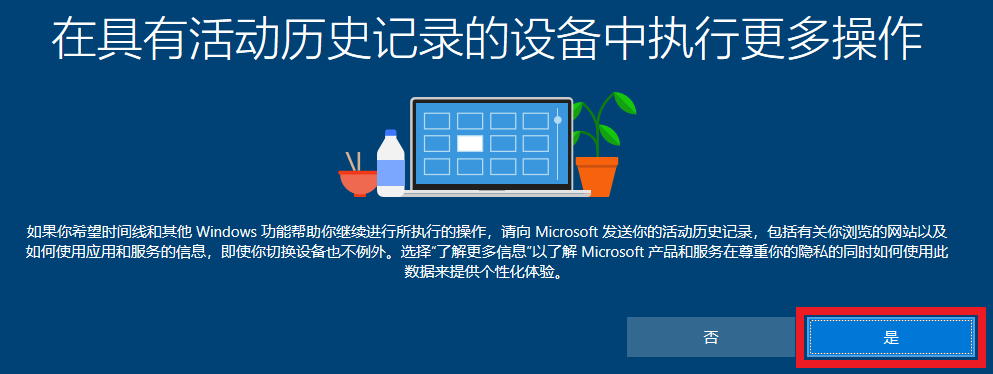 在具有活动历史记录的设备中执行更多操作
如果你希望时间线和其他 Windows 功能帮助你继续进行所执行的操作，请向 Microsoft 发送你的活动历史记录，包括有关你浏览的网站以及
如何使用应用和服务的信息，即使你切换设备也不例外。选择"了解更多信息"以了解 Microsoft 产品和服务在尊重你的隐私的同时如何使用此
数据来提供个性化体验。
否
是